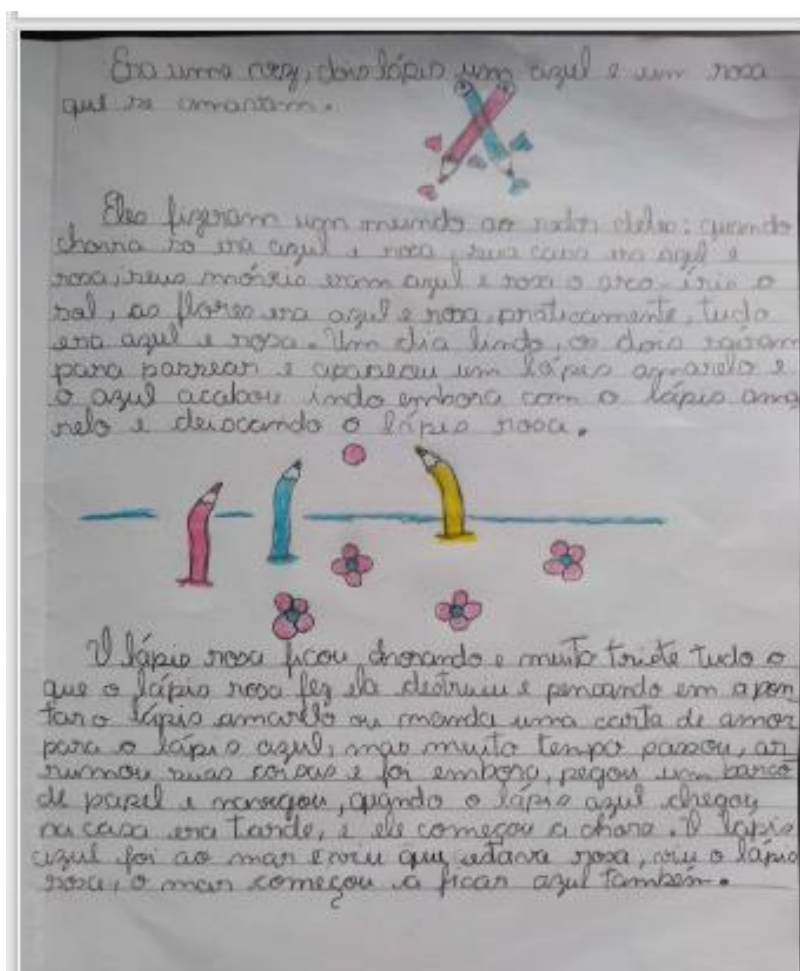 Era uma vez, dois lápis um azul e um rosa
que se amavam.
Eles fizeram um mundo ao redor deles: quando
chovia só era azul e rosa, sua casa era azul e
rosa, seus móveis eram azul e rosa o arco-íris o
sol, as flores era azul e rosa, praticamente, tudo
era azul e rosa. Um dia lindo, os dois saíram
para passear e apareceu um lápis amarelo e
o azul acabou indo embora com o lápis ama
relo e deixando o lápis rosa.
O lápis rosa ficou chorando e muito triste tudo o
que o lápis rosa fez ela destruiu e pensando em apon
tar o lápis amarelo ou manda uma carta de amor
para o lápis azul, mas muito tempo passou, ar
rumou suas coisas e foi embora, pegou um barco
de papel e navegou, quando o lápis azul chegou
na casa era tarde, e ele começou a chora. O lápis
azul foi ao mar e viu que estava rosa, viu o lápis
rosa, o mar começou a ficar azul também.